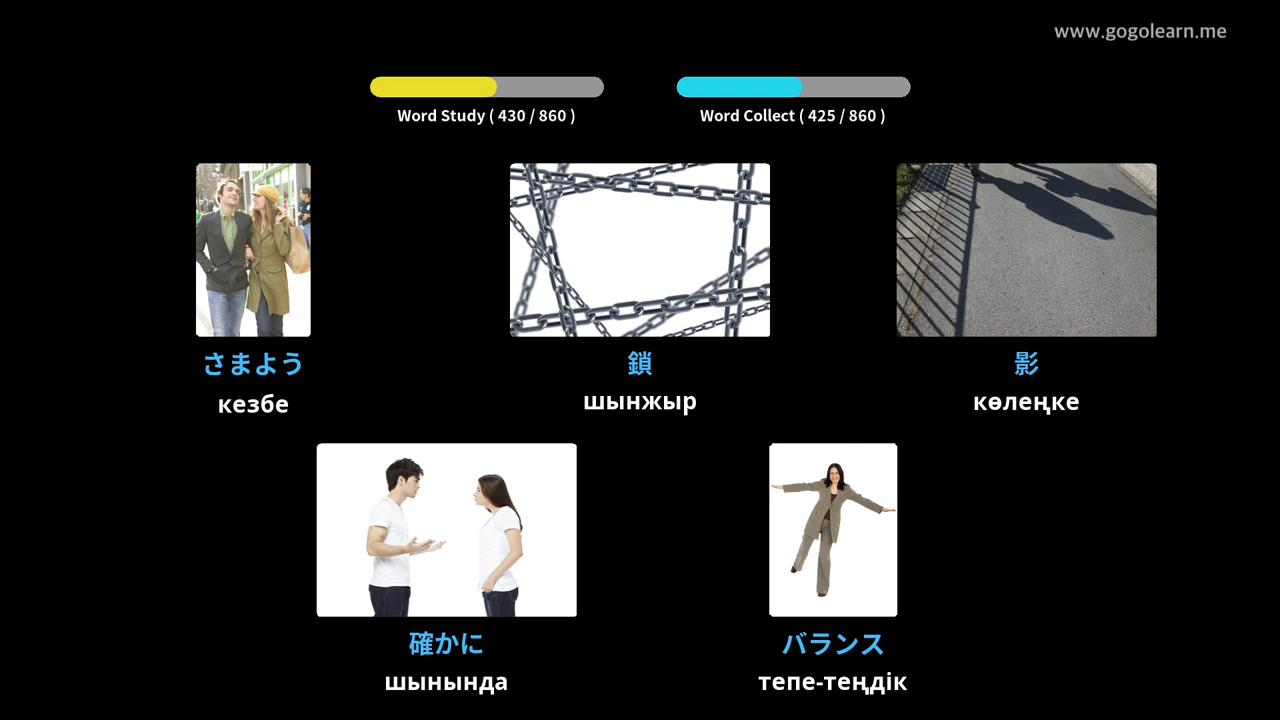 www.gogolearn.me
Word Study ( 430 / 860 )
Word Collect ( 425 / 860 )
さまよう
кезбе
鎖
шынжыр
影
көлеңке
確かに
шынында
バランス
тепе-теңдік